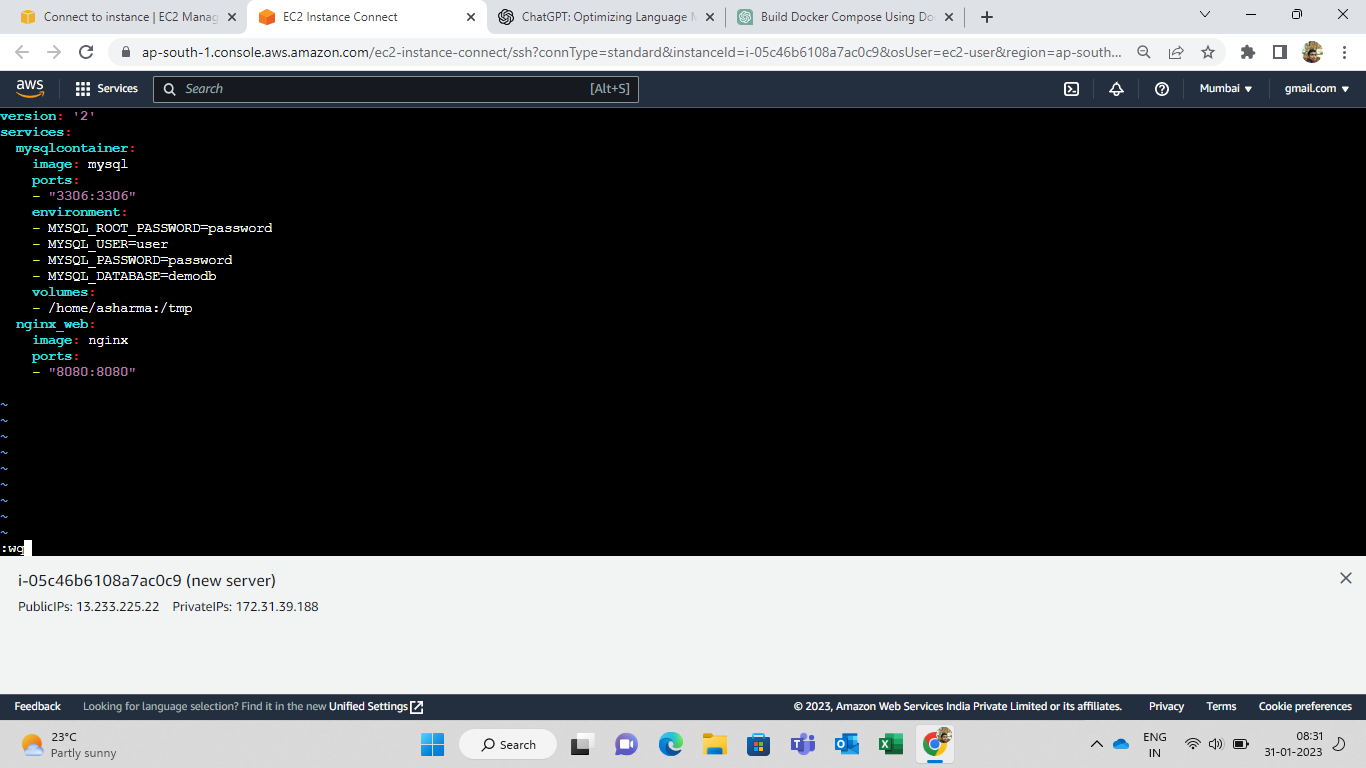 Connect to instance | EC2 Manag
EC2 Instance Connect
ChatGPT: Optimizing Language M
Build Docker Compose Using Do
ap-south-1.console.aws.amazon.com/ec2-instance-connect/ssh?connType=standard&instanceId=i-05c46b6108a7ac0c9&osUser=ec2-user&region=ap-south...
aws
Services
Search
[Alt+S]
Mumbai
gmail.com
version: '2'
services:
  mysqlcontainer:
    image: mysql
    ports:
    - "3306:3306"
    environment:
    - MYSQL_ROOT_PASSWORD=password
    - MYSQL_USER=user
    - MYSQL_PASSWORD=password
    - MYSQL_DATABASE=demodb
    volumes:
    - /home/asharma:/tmp
  nginx_web:
    image: nginx
    ports:
    - "8080:8080"
~
~
~
~
~
~
~
~
~
:wq
i-05c46b6108a7ac0c9 (new server)
PublicIPs: 13.233.225.22 PrivateIPs: 172.31.39.188
Feedback
Looking for language selection? Find it in the new Unified Settings
© 2023, Amazon Web Services India Private Limited or its affiliates.
Privacy
Terms
Cookie preferences
23°C
Partly sunny
Search
ENG
IN
08:31
31-01-2023